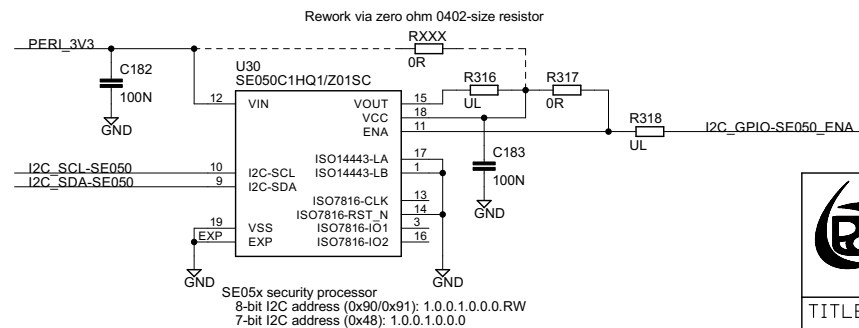 Rework via zero ohm 0402-size resistor
PERI_3V3
RXXX
0R
C182
100N
GND
U30
SE050C1HQ1/Z01SC
R316
UL
R317
0R
R318
UL
I2C_GPIO-SE050_ENA
12 VIN
VOUT 15
VCC 18
ENA 11
C183
100N
GND
I2C_SCL-SE050
I2C_SDA-SE050
10 I2C-SCL
9 I2C-SDA
ISO14443-LA 17
ISO14443-LB 1
ISO7816-CLK 13
ISO7816-RST_N 14
ISO7816-IO1 3
ISO7816-IO2 16
19 VSS
EXP EXP
GND
GND
SE05x security processor
8-bit I2C address (0x90/0x91): 1.0.0.1.0.0.0.RW
7-bit I2C address (0x48): 1.0.0.1.0.0.0
TITLE